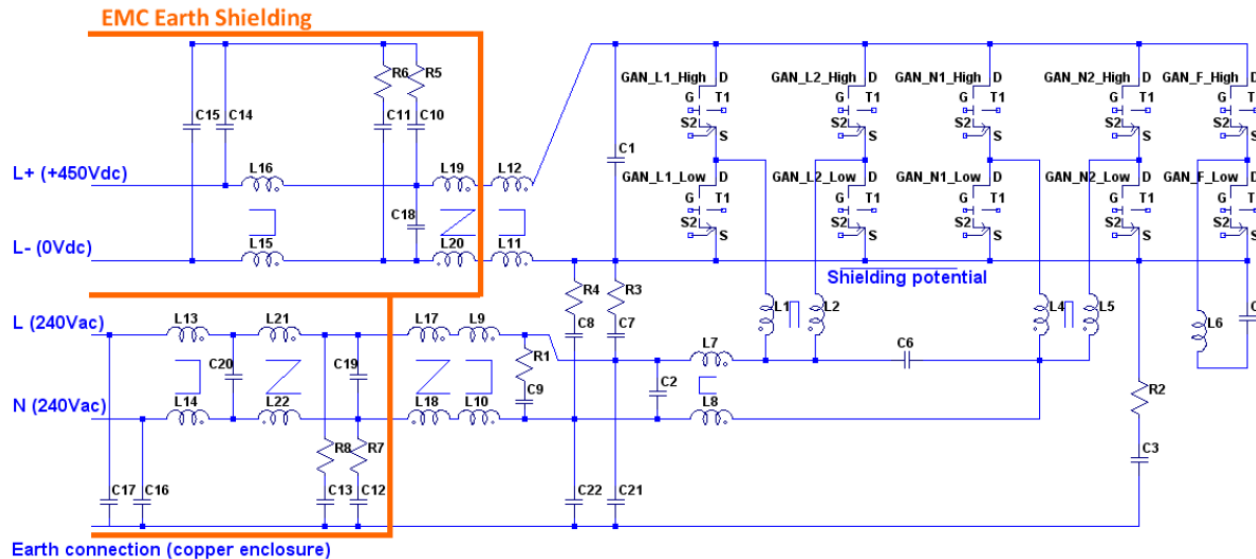 EMC Earth Shielding
GAN_L1_High D
GAN_L2_High D
GAN_N1_High D
GAN_N2_High D
GAN_F_High D
R6 R5
G T1
G T1
G T1
G T1
G T1
C15 C14 C11 C10
S2 S
S2 S
S2 S
S2 S
S2 S
C1
L+ (+450Vdc) L16 L19 L12
GAN_L1_Low D
GAN_L2_Low D
GAN_N1_Low D
GAN_N2_Low D
GAN_F_Low D
G T1
G T1
G T1
G T1
G T1
C18
S2 S
S2 S
S2 S
S2 S
S2 S
L- (0Vdc) L15 L20 L11
Shielding potential
R4 R3 L1 L2 L4 L5 R1
L (240Vac) L13 L21 L17 L9 C8 C7 L6
C20 C19 R1 L7 C6
C9 C2
N (240Vac) L14 L22 L18 L10 L8 R2
R8 R7
C3
C17 C16 C13 C12 C22 C21
Earth connection (copper enclosure)